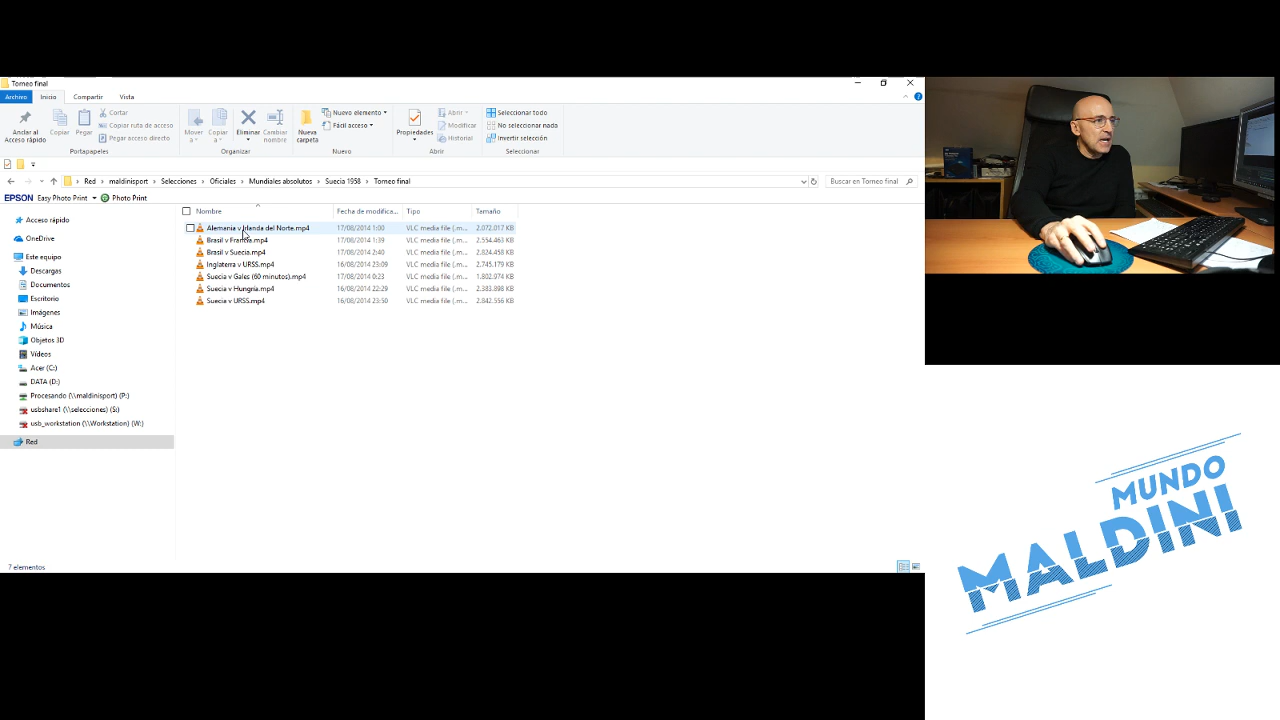 Torneo final
Archivo Inicio Compartir Vista
Anclar al Acceso rápido
Copiar
Pegar
Cortar
Copiar ruta de acceso
Pegar acceso directo
Portapapeles
Mover a
Copiar a
Eliminar
Cambiar nombre
Organizar
Nueva carpeta
Nuevo elemento
Fácil acceso
Nuevo
Propiedades
Abrir
Modificar
Historial
Abrir
Seleccionar todo
No seleccionar nada
Invertir selección
Seleccionar
Red > maldinisport > Selecciones > Oficiales > Mundiales absolutos > Suecia 1958 > Torneo final
Buscar en Torneo final
EPSON Easy Photo Print Photo Print
Nombre Fecha de modifica... Tipo Tamaño
Alemania v Irlanda del Norte.mp4 17/08/2014 1:00 VLC media file (.m... 2.072.017 KB
Brasil v Francia.mp4 17/08/2014 1:39 VLC media file (.m... 2.554.463 KB
Brasil v Suecia.mp4 17/08/2014 2:40 VLC media file (.m... 2.824.458 KB
Inglaterra v URSS.mp4 16/08/2014 23:09 VLC media file (.m... 2.745.179 KB
Suecia v Gales (60 minutos).mp4 17/08/2014 0:23 VLC media file (.m... 1.802.974 KB
Suecia v Hungria.mp4 16/08/2014 22:29 VLC media file (.m... 2.383.898 KB
Suecia v URSS.mp4 16/08/2014 23:50 VLC media file (.m... 2.842.556 KB
Acceso rápido
OneDrive
Este equipo
Descargas
Documentos
Escritorio
Imágenes
Música
Objetos 3D
Vídeos
Acer (C:)
DATA (D:)
Procesando (\\maldinisport) (P:)
usbshare1 (\\selecciones) (S:)
usb_workstation (\\Workstation) (W:)
Red
7 elementos
MUNDO
MALDINI